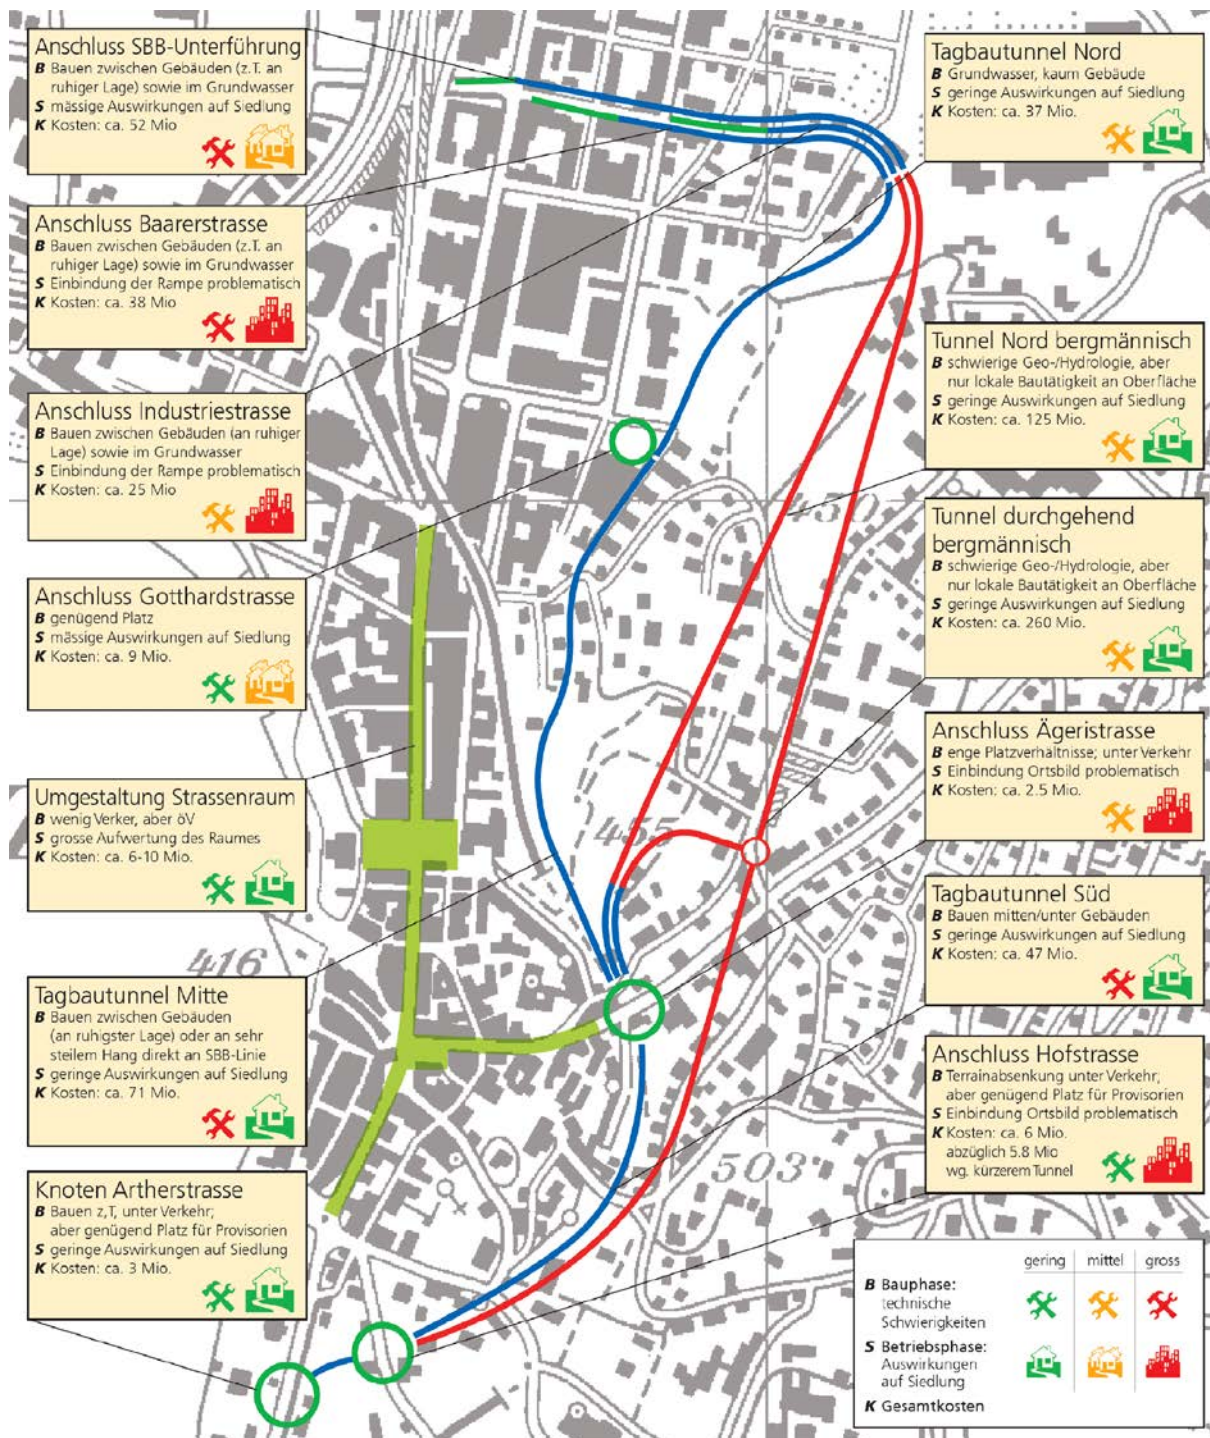 Anschluss SBB-Unterführung
B Bauen zwischen Gebäuden (z.T. an
ruhiger Lage) sowie im Grundwasser
S mässige Auswirkungen auf Siedlung
K Kosten: ca. 52 Mio
Anschluss Baarerstrasse
B Bauen zwischen Gebäuden (z.T. an
ruhiger Lage) sowie im Grundwasser
S Einbindung der Rampe problematisch
K Kosten: ca. 38 Mio
Anschluss Industriestrasse
B Bauen zwischen Gebäuden (an ruhiger
Lage) sowie im Grundwasser
S Einbindung der Rampe problematisch
K Kosten: ca. 25 Mio
Anschluss Gotthardstrasse
B genügend Platz
S mässige Auswirkungen auf Siedlung
K Kosten: ca. 9 Mio.
Umgestaltung Strassenraum
B wenig Verker, aber öV
S grosse Aufwertung des Raumes
K Kosten: ca. 6-10 Mio.
416
Tagbautunnel Mitte
B Bauen zwischen Gebäuden
(an ruhigster Lage) oder an sehr
steilem Hang direkt an SBB-Linie
S geringe Auswirkungen auf Siedlung
K Kosten: ca. 71 Mio.
Knoten Artherstrasse
B Bauen z,T, unter Verkehr;
aber genügend Platz für Provisorien
S geringe Auswirkungen auf Siedlung
K Kosten: ca. 3 Mio.
Tagbautunnel Nord
B Grundwasser, kaum Gebäude
S geringe Auswirkungen auf Siedlung
K Kosten: ca. 37 Mio.
Tunnel Nord bergmännisch
B schwierige Geo-/Hydrologie, aber
nur lokale Bautätigkeit an Oberfläche
S geringe Auswirkungen auf Siedlung
K Kosten: ca. 125 Mio.
450
Tunnel durchgehend
bergmännisch
B schwierige Geo-/Hydrologie, aber
nur lokale Bautätigkeit an Oberfläche
S geringe Auswirkungen auf Siedlung
K Kosten: ca. 260 Mio.
Anschluss Ägeristrasse
B enge Platzverhältnisse; unter Verkehr
S Einbindung Ortsbild problematisch
K Kosten: ca. 2.5 Mio.
Tagbautunnel Süd
B Bauen mitten/unter Gebäuden
S geringe Auswirkungen auf Siedlung
K Kosten: ca. 47 Mio.
Anschluss Hofstrasse
B Terrainabsenkung unter Verkehr;
aber genügend Platz für Provisorien
S Einbindung Ortsbild problematisch
K Kosten: ca. 6 Mio.
abzüglich 5.8 Mio
wg. kürzerem Tunnel
503
gering mittel gross
B Bauphase:
technische
Schwierigkeiten
S Betriebsphase:
Auswirkungen
auf Siedlung
K Gesamtkosten